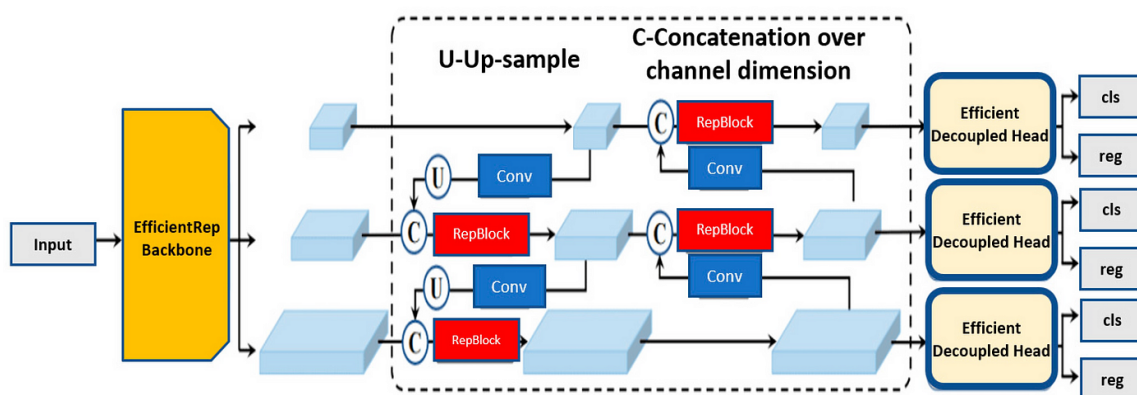 U-Up-sample
C-Concatenation over
channel dimension
Input
EfficientRep
Backbone
C
RepBlock
U
Conv
Conv
C
RepBlock
C
RepBlock
U
Conv
Conv
C
RepBlock
Efficient
Decoupled Head
cls
reg
Efficient
Decoupled Head
cls
reg
Efficient
Decoupled Head
cls
reg